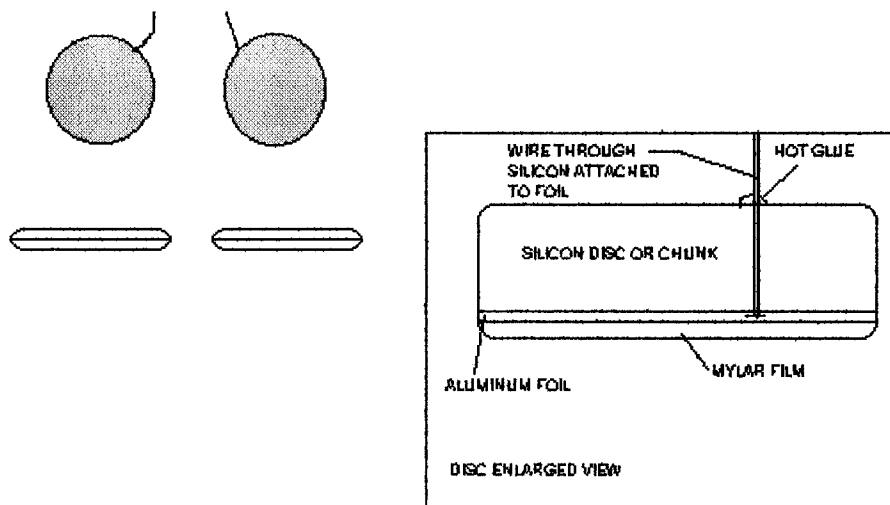 WIRE THROUGH
SILICON ATTACHED
TO FOIL
HOT GLUE
SILICON DISC OR CHUNK
ALUMINUM FOIL
MYLAR FILM
DISC ENLARGED VIEW